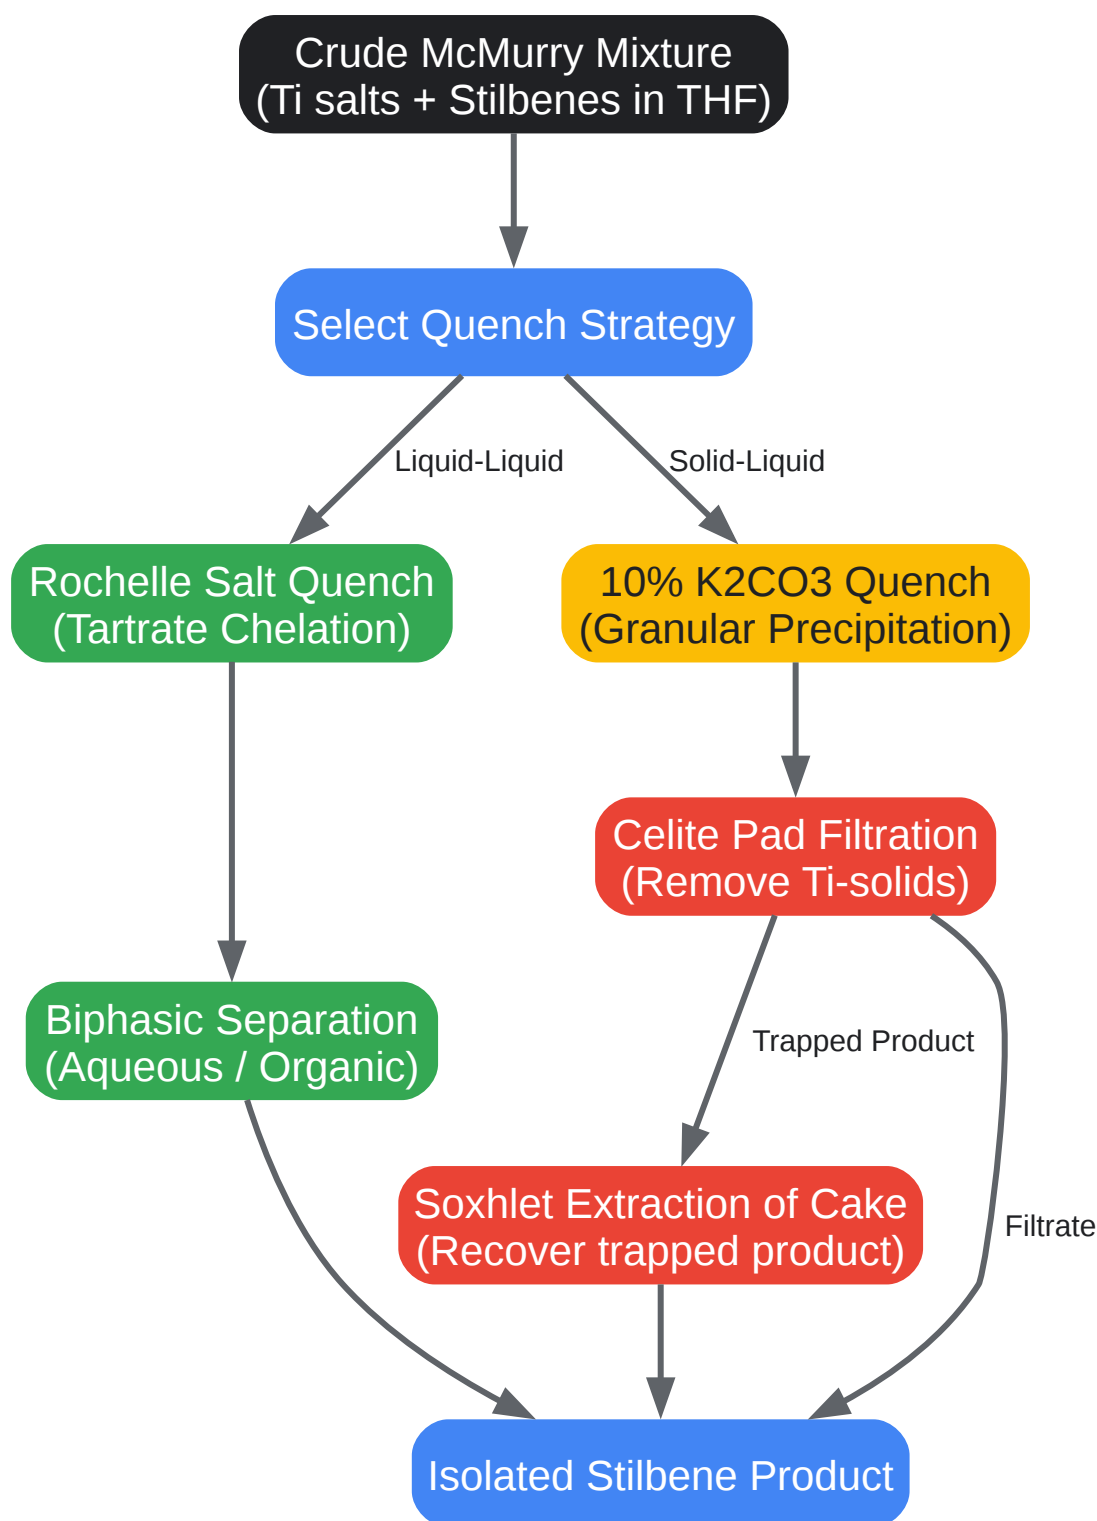 Crude McMurry Mixture
(Ti salts + Stilbenes in THF)
Select Quench Strategy
Liquid-Liquid
Solid-Liquid
Rochelle Salt Quench
(Tartrate Chelation)
10% K2CO3 Quench
(Granular Precipitation)
Celite Pad Filtration
(Remove Ti-solids)
Biphasic Separation
(Aqueous / Organic)
Trapped Product
Soxhlet Extraction of Cake
(Recover trapped product)
Filtrate
Isolated Stilbene Product